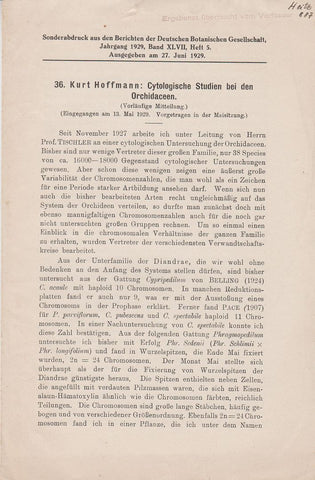 Ergebenst überreicht vom Verfasser
Sonderabdruck aus den Berichten der Deutschen Botanischen Gesellschaft,
Jahrgang 1929, Band XLVII, Heft 5.
Ausgegeben am 27. Juni 1929.
36. Kurt Hoffmann: Cytologische Studien bei den
Orchidaceen.
(Vorläufige Mitteilung.)
(Eingegangen am 13. Mai 1929. Vorgetragen in der Maisitzung.)
Seit November 1927 arbeite ich unter Leitung von Herrn
Prof. TISCHLER an einer cytologischen Untersuchung der Orchidaceen.
Bisher sind nur wenige Vertreter dieser großen Familie, nur 38 Species
von ca. 16000—18000 Gegenstand cytologischer Untersuchungen
gewesen. Aber schon diese wenigen zeigen eine äußerst große
Variabilität der Chromosomenzahlen, die man wohl als ein Zeichen
für eine Periode starker Artbildung ansehen darf. Wenn sich nun
auch die bisher bearbeiteten Arten recht ungleichmäßig auf das
System der Orchideen verteilen, so durfte man zunächst doch mit
ebenso mannigfaltigen Chromosomenzahlen auch für die noch gar
nicht untersuchten Gruppen rechnen. Um so einmal einen
Einblick in die chromosomalen Verhältnisse der ganzen Familie
zu erhalten, wurden Vertreter der verschiedensten Verwandtschafts-
kreise bearbeitet.
Aus der Unterfamilie der Diandrae, die wir wohl ohne
Bedenken an den Anfang des Systems stellen dürfen, sind bisher
untersucht aus der Gattung Cypripedilum von BELLING (1924)
C. acaule mit haploid 10 Chromosomen. In manchen Reduktions-
platten fand er auch nur 9, was er mit der Ausstoßung eines
Chromosoms in der Prophase erklärt. Ferner fand PACE (1907)
für P. parviflorum, C. pubescens und C. spectabile haploid 11 Chro-
mosomen. In einer Nachuntersuchung von C. spectabile konnte ich
diese Zahl bestätigen. Aus der folgenden Gattung Phragmopedilum
untersuchte ich bisher mit Erfolg Phr. Sedeni (Phr. Schlimii ×
Phr. longifolium) und fand in Wurzelspitzen, die Ende Mai fixiert
wurden, 2n = 24 Chromosomen. Der Monat Mai stellte sich
überhaupt als der für die Fixierung von Wurzelspitzen der
Diandrae günstigste heraus. Die Spitzen enthielten neben Zellen,
die angefüllt mit verdauten Pilzmassen waren, die sich mit Eisen-
alaun-Hämatoxylin ähnlich wie die Chromosomen färbten, reichlich
Teilungen. Die Chromosomen sind große lange Stäbchen, häufig ge-
bogen und von verschiedener Größenordnung. Ebenfalls 2n = 24 Chro-
mosomen fand ich in einer Pflanze, die ich unter dem Namen